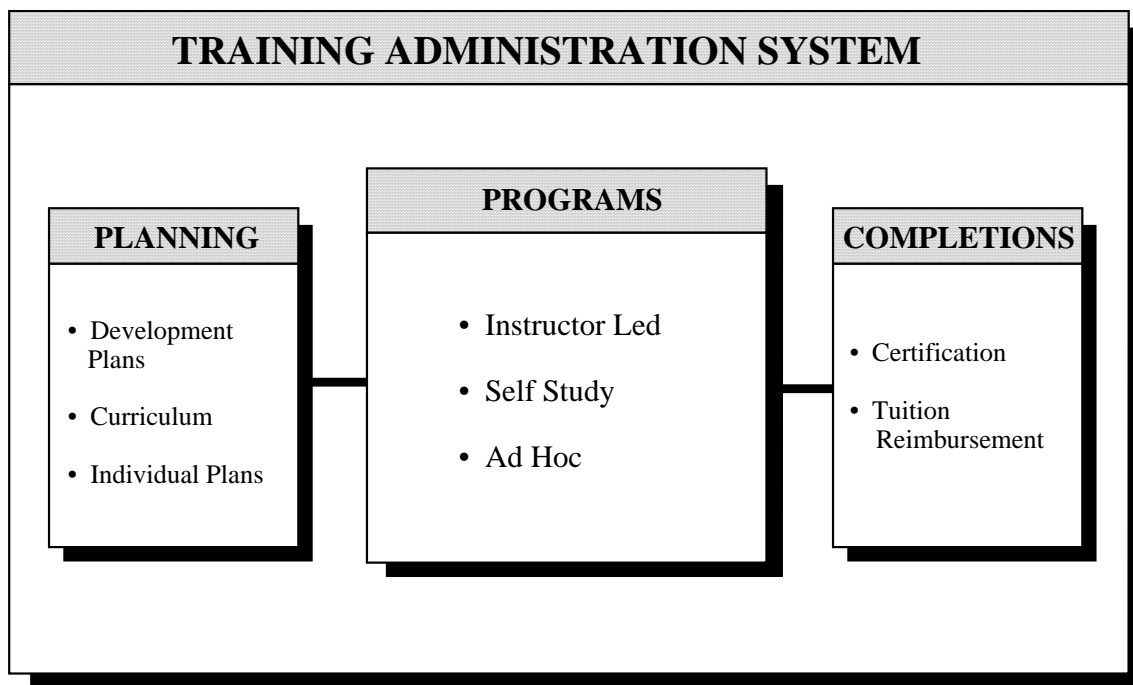 TRAINING ADMINISTRATION SYSTEM
PLANNING
• Development
Plans
• Curriculum
• Individual Plans
PROGRAMS
• Instructor Led
• Self Study
• Ad Hoc
COMPLETIONS
• Certification
• Tuition
Reimbursement